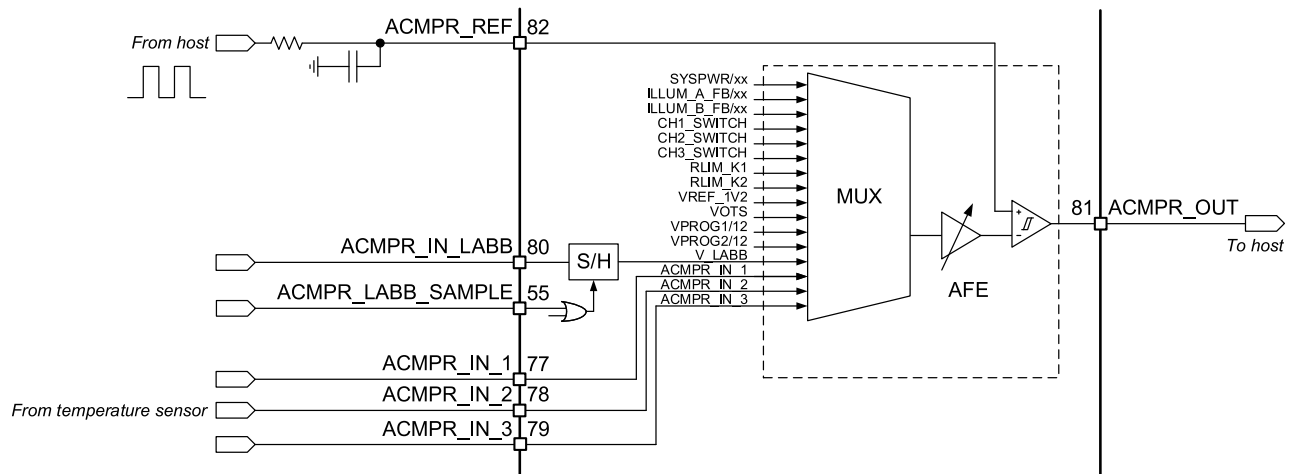 From host
ACMPR_REF 82
SYSPWR/xx
ILLUM_A_FB/xx
ILLUM_B_FB/xx
CH1_SWITCH
CH2_SWITCH
CH3_SWITCH
RLIM_K1
RLIM_K2
VREF_1V2
VOTS
VPROG1/12
VPROG2/12
V_LABB
ACMPR_IN_1
ACMPR_IN_2
ACMPR_IN_3
MUX
AFE
+
-
81 ACMPR_OUT
To host
ACMPR_IN_LABB 80
S/H
ACMPR_LABB_SAMPLE 55
ACMPR_IN_1 77
From temperature sensor
ACMPR_IN_2 78
ACMPR_IN_3 79